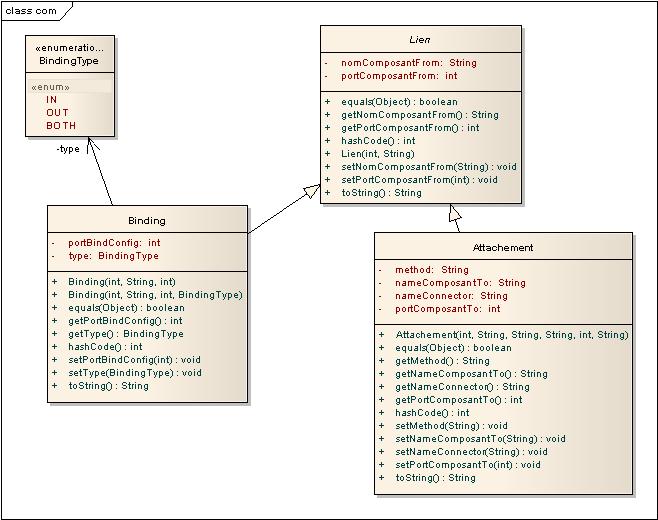 class com
«enumeratio...
BindingType
«enum»
IN
OUT
BOTH
-type
Lien
- nomComposantFrom: String
- portComposantFrom: int
+ equals(Object) : boolean
+ getNomComposantFrom() : String
+ getPortComposantFrom() : int
+ hashCode() : int
+ Lien(int, String)
+ setNomComposantFrom(String) : void
+ setPortComposantFrom(int) : void
+ toString() : String
Binding
- portBindConfig: int
- type: BindingType
+ Binding(int, String, int)
+ Binding(int, String, int, BindingType)
+ equals(Object) : boolean
+ getPortBindConfig() : int
+ getType() : BindingType
+ hashCode() : int
+ setPortBindConfig(int) : void
+ setType(BindingType) : void
+ toString() : String
Attachement
- method: String
- nameComposantTo: String
- nameConnector: String
- portComposantTo: int
+ Attachement(int, String, String, String, int, String)
+ equals(Object) : boolean
+ getMethod() : String
+ getNameComposantTo() : String
+ getNameConnector() : String
+ getPortComposantTo() : int
+ hashCode() : int
+ setMethod(String) : void
+ setNameComposantTo(String) : void
+ setNameConnector(String) : void
+ setPortComposantTo(int) : void
+ toString() : String